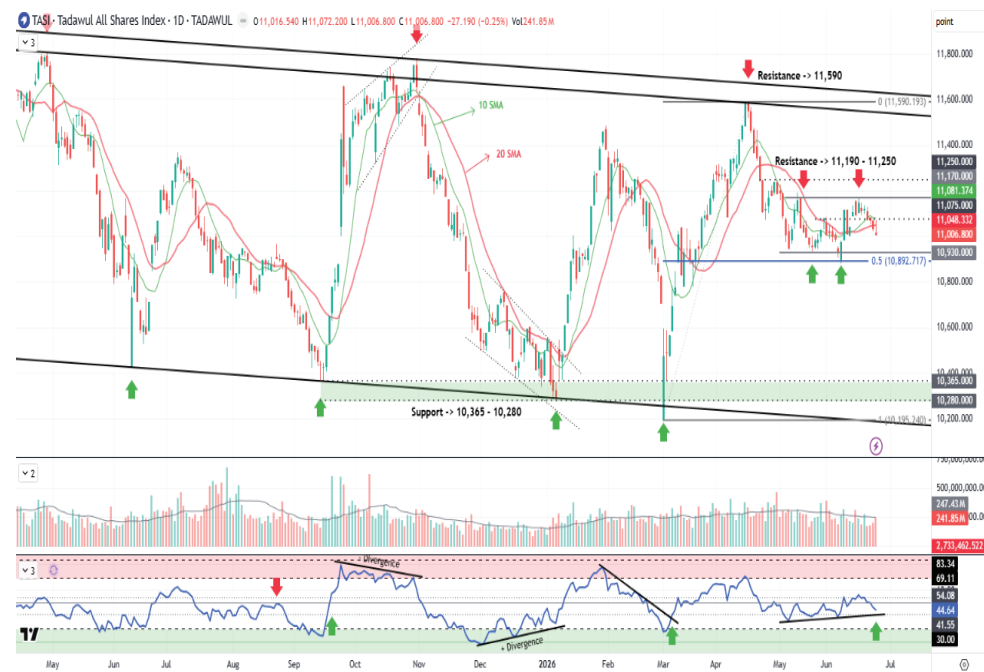 TASI · Tadawul All Shares Index · 1D · TADAWUL O11,016.540 H11,072.200 L11,006.800 C11,006.800 -27.190 (-0.25%) Vol241.85M
point
3
11,800.000
Resistance -> 11,590
11,600.000
0 (11,590.193)
10 SMA
11,400.000
20 SMA
Resistance -> 11,190 - 11,250
11,250.000
11,170.000
11,081.374
11,075.000
11,048.332
11,006.800
10,930.000
0.5 (10,892.717)
10,800.000
10,600.000
10,400.000
10,365.000
10,280.000
Support -> 10,365 - 10,280
10,200.000
1 (10,195.240)
2
750,000,000.00
500,000,000.00
247.43M
241.85M
2,733,462.522
3
- Divergence
83.34
69.11
54.08
44.64
41.55
30.00
+ Divergence
May Jun Jul Aug Sep Oct Nov Dec 2026 Feb Mar Apr May Jun Jul